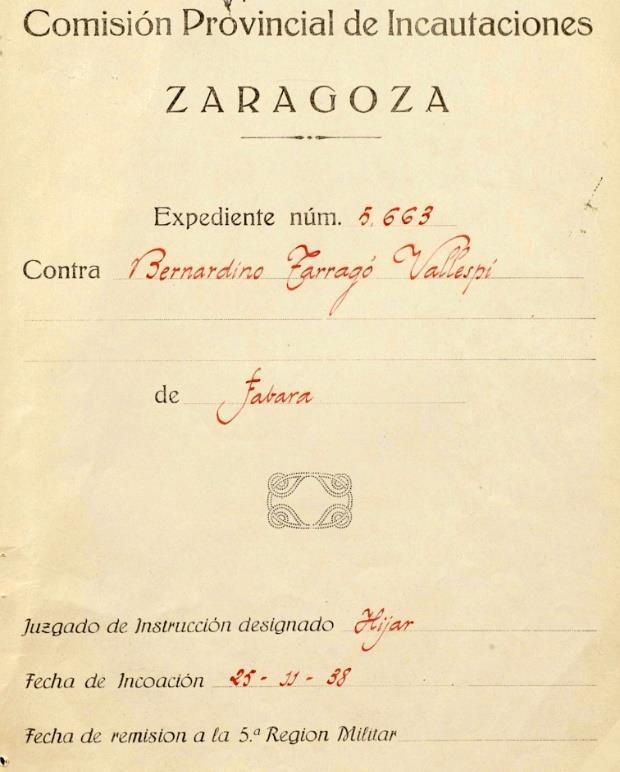 Comisión Provincial de Incautaciones
ZARAGOZA
Expediente núm. 5.663
Contra Bernardino Tarragó Vallespí
de Fabara
Juzgado de Instrucción designado Hijar
Fecha de Incoación 25-11-38
Fecha de remision a la 5.ª Region Militar